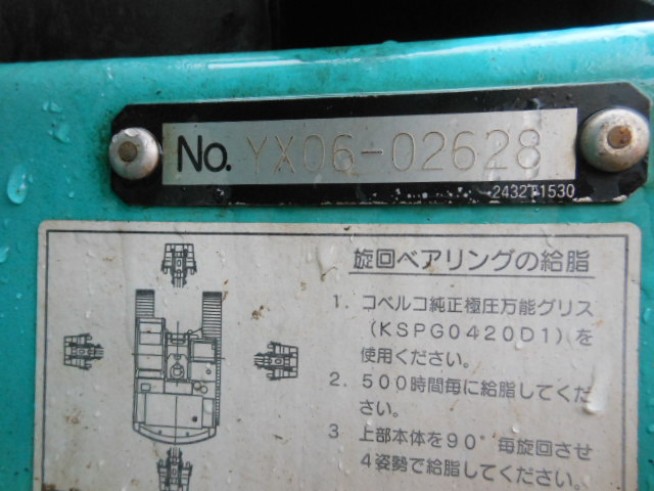 No. YX06-02628
2432T1530
旋回ベアリングの給脂
1. コベルコ純正極圧万能グリス
(KSPG0420D1)を
使用ください。
2. 500時間毎に給脂してくだ
さい。
3 上部本体を90°毎旋回させ
4姿勢で給脂してください。